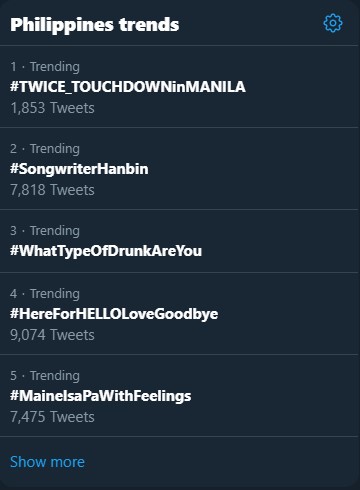 Philippines trends
1 · Trending
#TWICE_TOUCHDOWNinMANILA
1,853 Tweets
2 · Trending
#SongwriterHanbin
7,818 Tweets
3 · Trending
#WhatTypeOfDrunkAreYou
4 · Trending
#HereForHELLOLoveGoodbye
9,074 Tweets
5 · Trending
#MaineIsaPaWithFeelings
7,475 Tweets
Show more